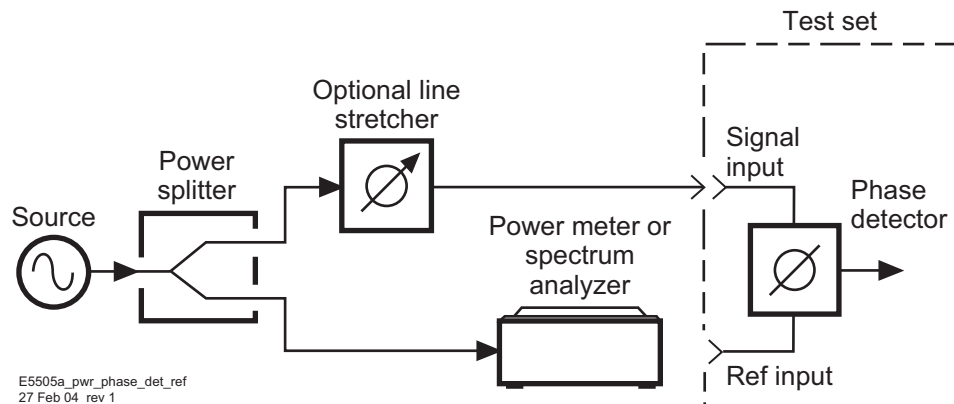 Test set
Optional line
stretcher
Signal
input
Power
splitter
Phase
detector
Source
Power meter or
spectrum
analyzer
Ref input
E5505a_pwr_phase_det_ref
27 Feb 04 rev 1